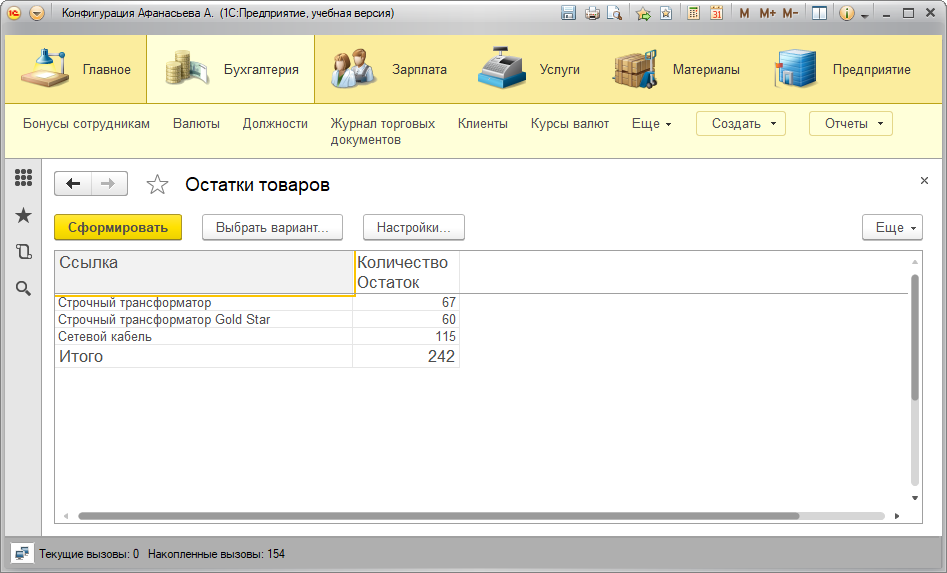 Конфигурация Афанасьева А. (1С:Предприятие, учебная версия)
M M+ M-
31
Главное Бухгалтерия Зарплата Услуги Материалы Предприятие
Бонусы сотрудникам Валюты Должности Журнал торговых документов Клиенты Курсы валют Еще Создать Отчеты
Остатки товаров
Сформировать Выбрать вариант... Настройки... Еще
Ссылка Количество
Остаток
Строчный трансформатор 67
Строчный трансформатор Gold Star 60
Сетевой кабель 115
Итого 242
Текущие вызовы: 0 Накопленные вызовы: 154